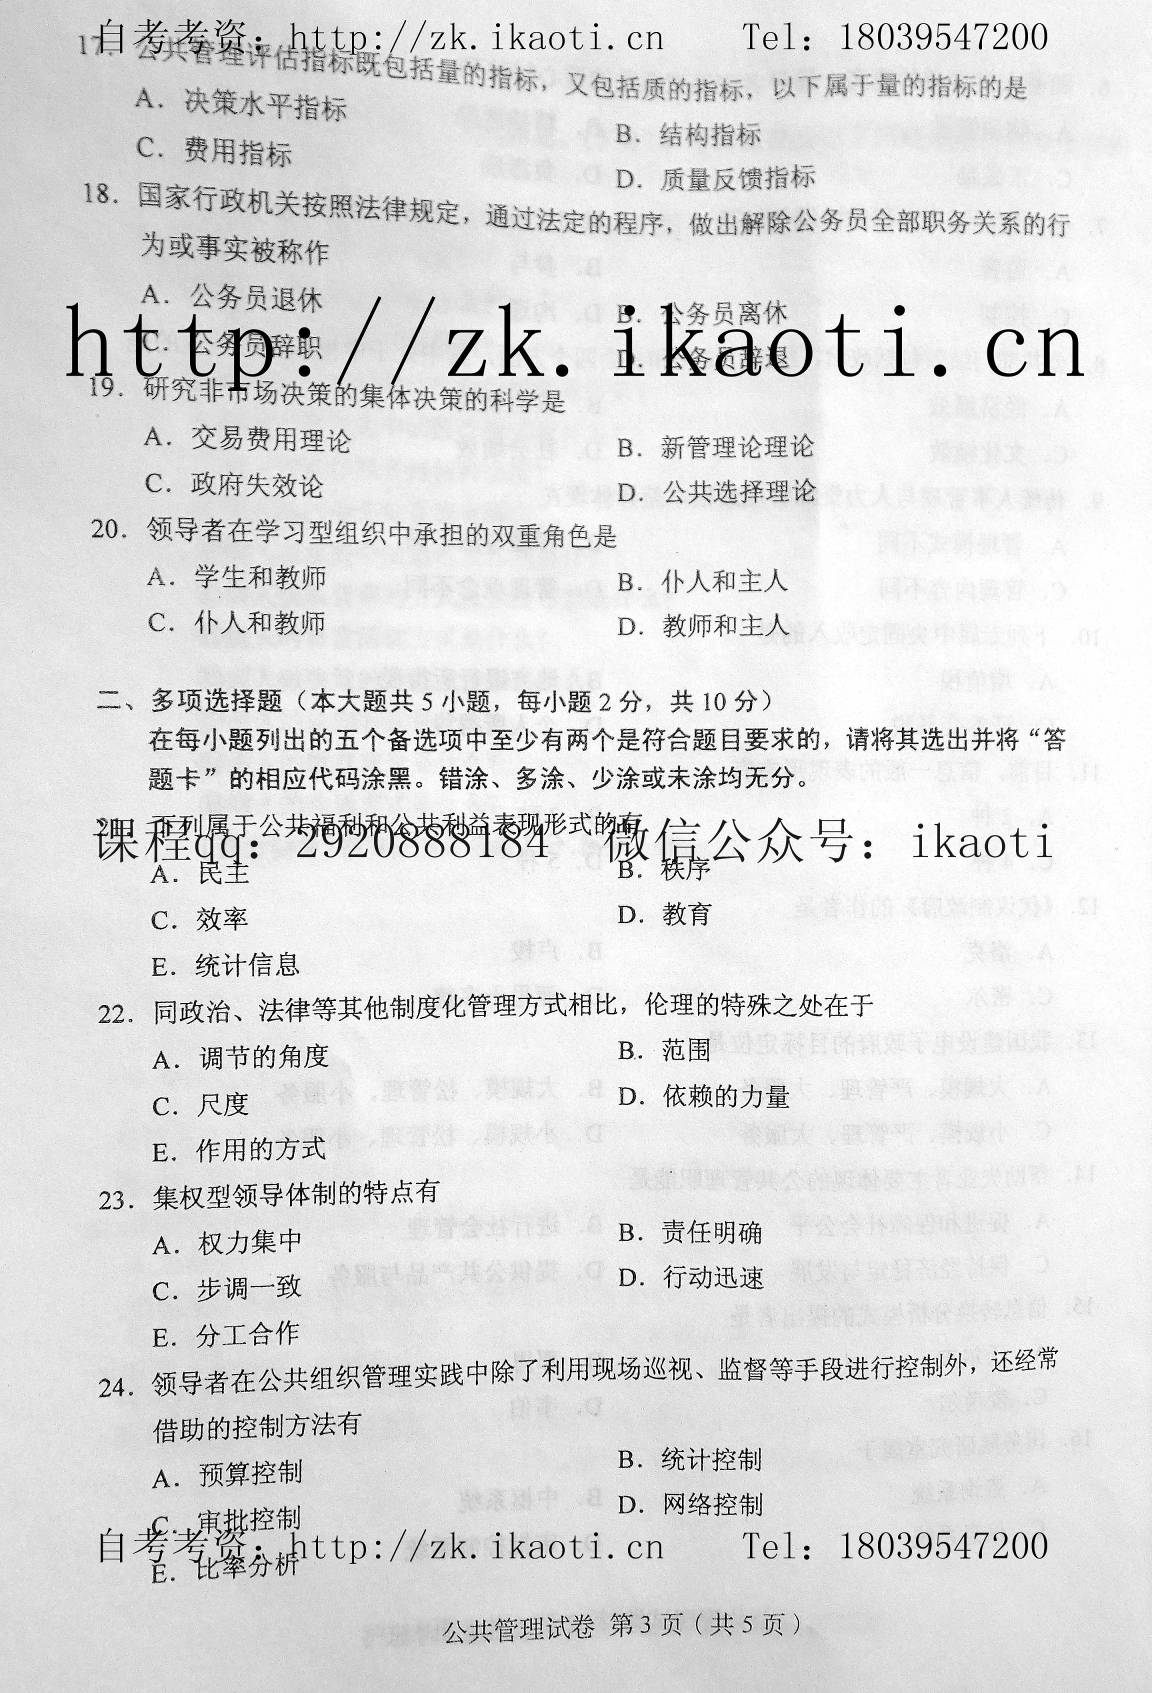 自考考资：http://zk.ikaoti.cn Tel：18039547200
17．公共管理评估指标既包括量的指标，又包括质的指标，以下属于量的指标的是
A．决策水平指标
B．结构指标
C．费用指标
D．质量反馈指标
18．国家行政机关按照法律规定，通过法定的程序，做出解除公务员全部职务关系的行
为或事实被称作
A．公务员退休
B．公务员离休
http://zk.ikaoti.cn
C．公务员辞职
D．公务员辞退
19．研究非市场决策的集体决策的科学是
A．交易费用理论
B．新管理论理论
C．政府失效论
D．公共选择理论
20．领导者在学习型组织中承担的双重角色是
A．学生和教师
B．仆人和主人
C．仆人和教师
D．教师和主人
二、多项选择题（本大题共 5 小题，每小题 2 分，共 10 分）
在每小题列出的五个备选项中至少有两个是符合题目要求的，请将其选出并将“答
题卡”的相应代码涂黑。错涂、多涂、少涂或未涂均无分。
21．下列属于公共福利和公共利益表现形式的有
课程qq：2920888184 微信公众号：ikaoti
A．民主
B．秩序
C．效率
D．教育
E．统计信息
22．同政治、法律等其他制度化管理方式相比，伦理的特殊之处在于
A．调节的角度
B．范围
C．尺度
D．依赖的力量
E．作用的方式
23．集权型领导体制的特点有
A．权力集中
B．责任明确
C．步调一致
D．行动迅速
E．分工合作
24．领导者在公共组织管理实践中除了利用现场巡视、监督等手段进行控制外，还经常
借助的控制方法有
A．预算控制
B．统计控制
C．审批控制
D．网络控制
自考考资：http://zk.ikaoti.cn Tel：18039547200
E．比率分析
公共管理试卷 第 3 页（共 5 页）